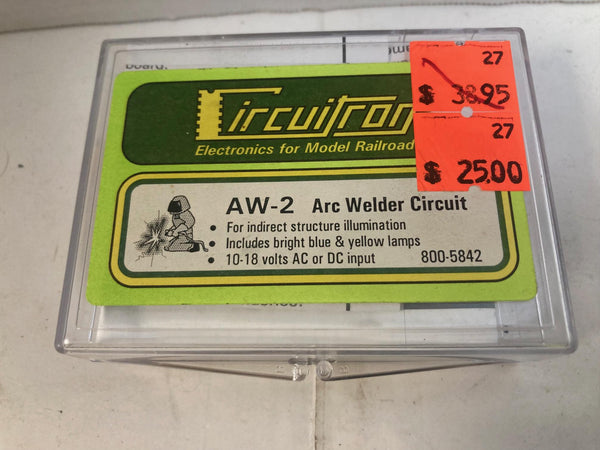 board.
27
$ 38.95
27
$ 25.00
Circuitron
Electronics for Model Railroad
AW-2 Arc Welder Circuit
• For indirect structure illumination
• Includes bright blue & yellow lamps
• 10-18 volts AC or DC input 800-5842